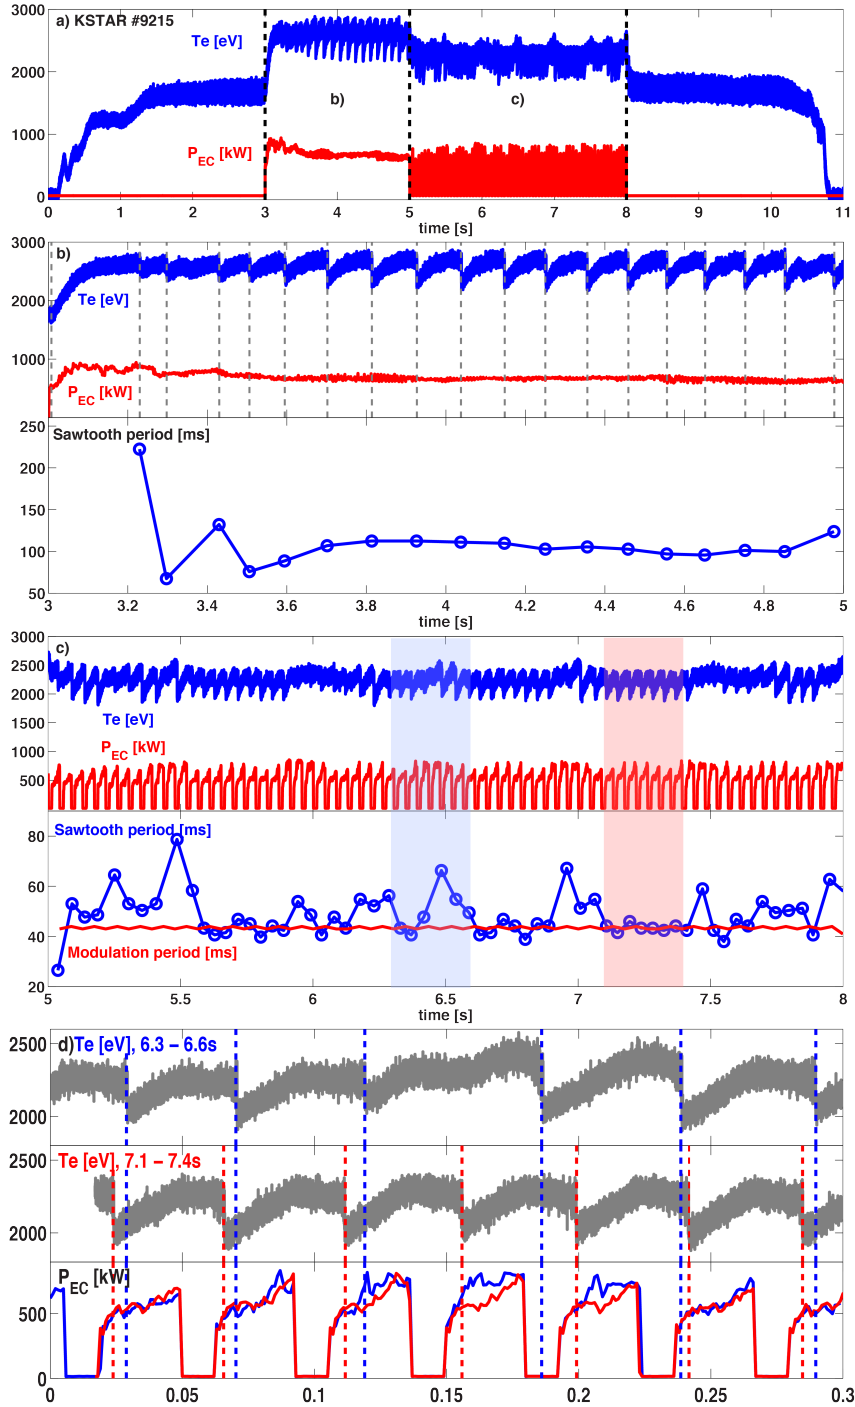 3000
a) KSTAR #9215
Te [eV]
2000
b)
c)
1000
P_EC [kW]
0
0 1 2 3 4 5 6 7 8 9 10 11
time [s]
3000
b)
2000
Te [eV]
1000
P_EC [kW]
250
Sawtooth period [ms]
200
150
100
50
3 3.2 3.4 3.6 3.8 4 4.2 4.4 4.6 4.8 5
time [s]
3000
c)
2500
2000
1500
Te [eV]
1000
P_EC [kW]
500
80
Sawtooth period [ms]
60
40
Modulation period [ms]
20
5 5.5 6 6.5 7 7.5 8
time [s]
2500
d)Te [eV], 6.3 – 6.6s
2000
2500
Te [eV], 7.1 – 7.4s
2000
P_EC [kW]
500
0
0 0.05 0.1 0.15 0.2 0.25 0.3